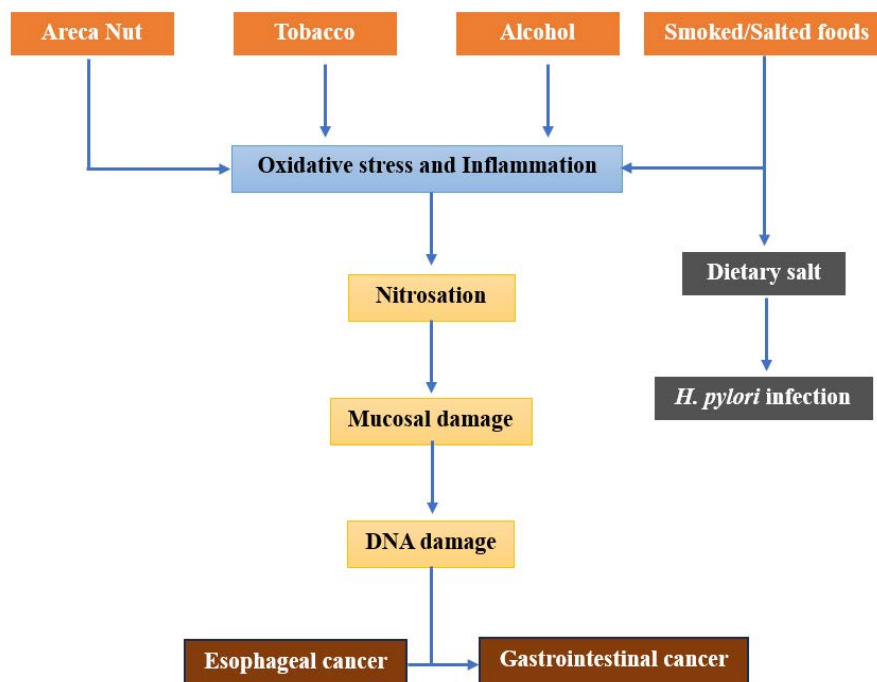 Areca Nut
Tobacco
Alcohol
Smoked/Salted foods
Oxidative stress and Inflammation
Dietary salt
Nitrosation
H. pylori infection
Mucosal damage
DNA damage
Esophageal cancer
Gastrointestinal cancer